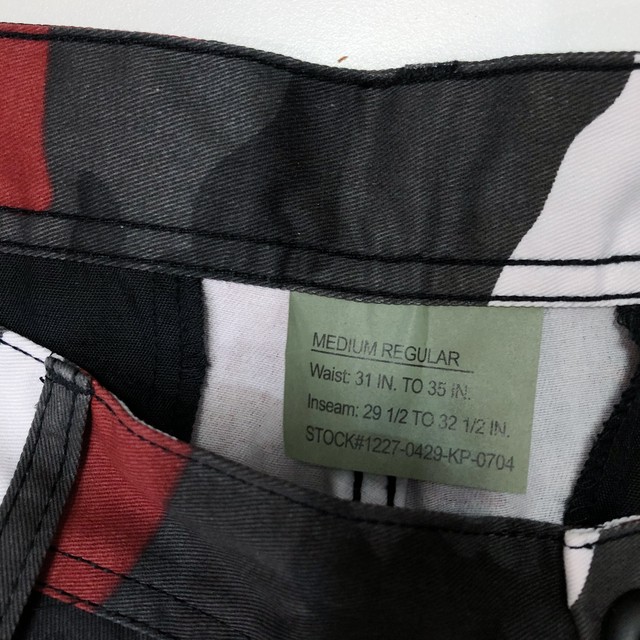 MEDIUM REGULAR
Waist: 31 IN. TO 35 IN.
Inseam: 29 1/2 TO 32 1/2 IN.
STOCK#1227-0429-KP-0704